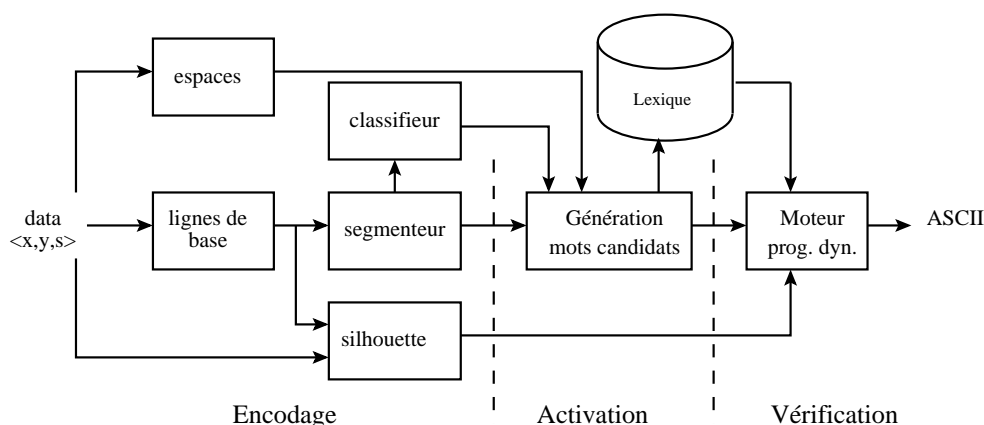 espaces
classifieur
Lexique
data
<x,y,s>
lignes de
base
segmenteur
Génération
mots candidats
Moteur
prog. dyn.
ASCII
silhouette
Encodage
Activation
Vérification